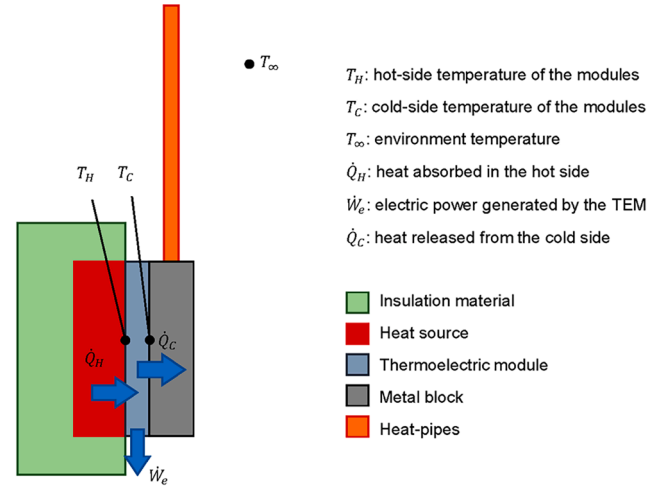 T∞
T_H: hot-side temperature of the modules
T_C: cold-side temperature of the modules
T∞: environment temperature
Q̇_H: heat absorbed in the hot side
Ẇ_e: electric power generated by the TEM
Q̇_C: heat released from the cold side
T_H T_C
Q̇_C
Q̇_H
Ẇ_e
Insulation material
Heat source
Thermoelectric module
Metal block
Heat-pipes